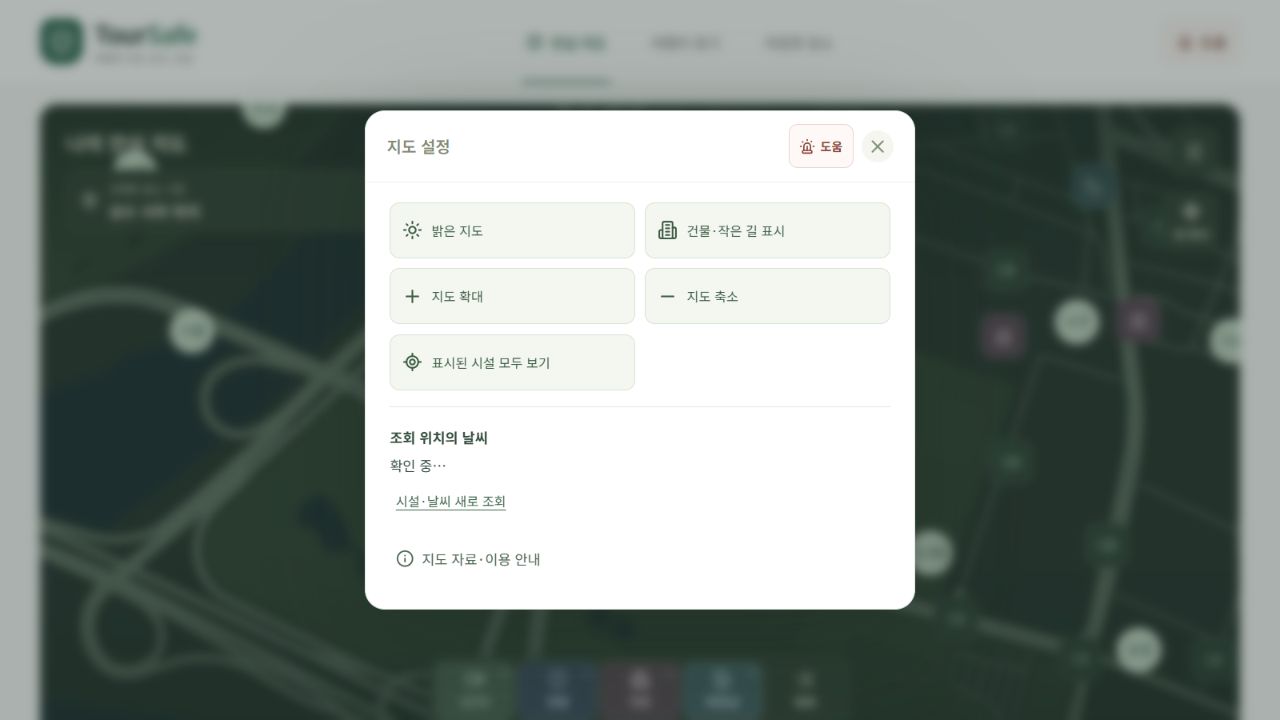 TourSafe
지도 설정
도움
밝은 지도
건물·작은 길 표시
지도 확대
지도 축소
표시된 시설 모두 보기
조회 위치의 날씨
확인 중…
시설·날씨 새로 조회
지도 자료·이용 안내